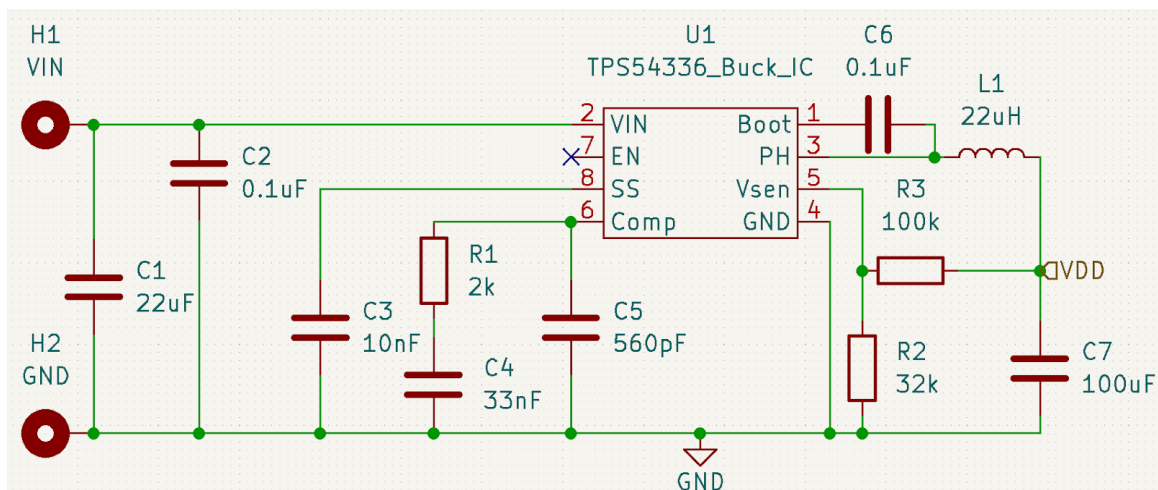 H1
VIN
U1
TPS54336_Buck_IC
C6
0.1uF
L1
22uH
2
VIN
7
EN
8
SS
6
Comp
Boot
1
PH
3
Vsen
5
GND
4
C2
0.1uF
C1
22uF
R1
2k
C3
10nF
C4
33nF
C5
560pF
R3
100k
VDD
R2
32k
C7
100uF
H2
GND
GND